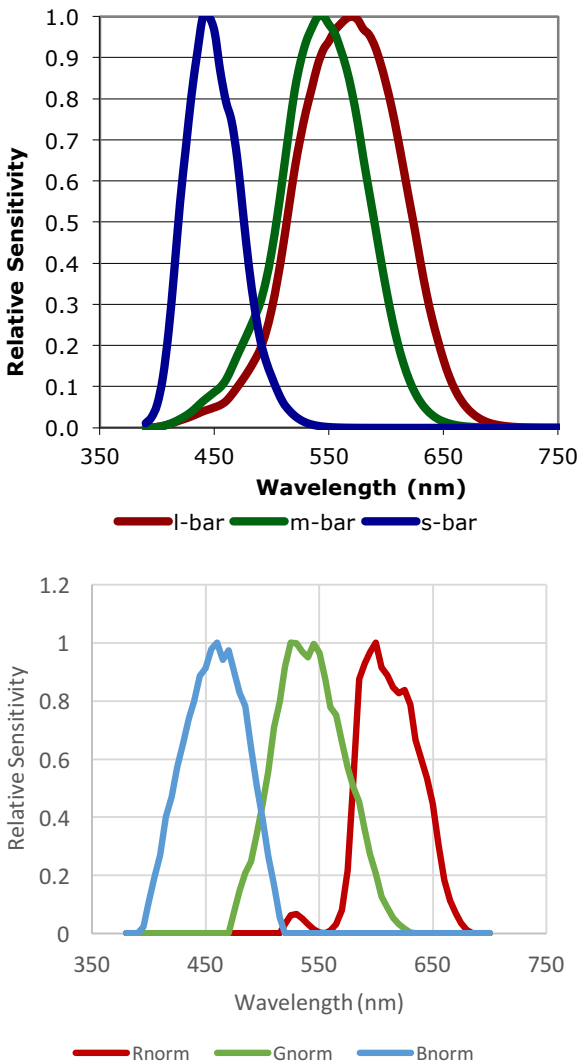 1.0
0.9
0.8
0.7
0.6
0.5
0.4
0.3
0.2
0.1
0.0
Relative Sensitivity
350 450 550 650 750
Wavelength (nm)
l-bar m-bar s-bar
1.2
1
0.8
0.6
0.4
0.2
0
Relative Sensitivity
350 450 550 650 750
Wavelength (nm)
Rnorm Gnorm Bnorm